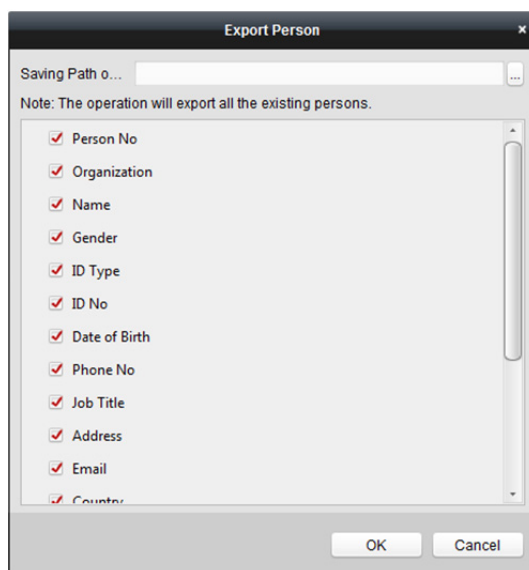 Export Person
Saving Path o...
Note: The operation will export all the existing persons.
Person No
Organization
Name
Gender
ID Type
ID No
Date of Birth
Phone No
Job Title
Address
Email
Country
OK Cancel